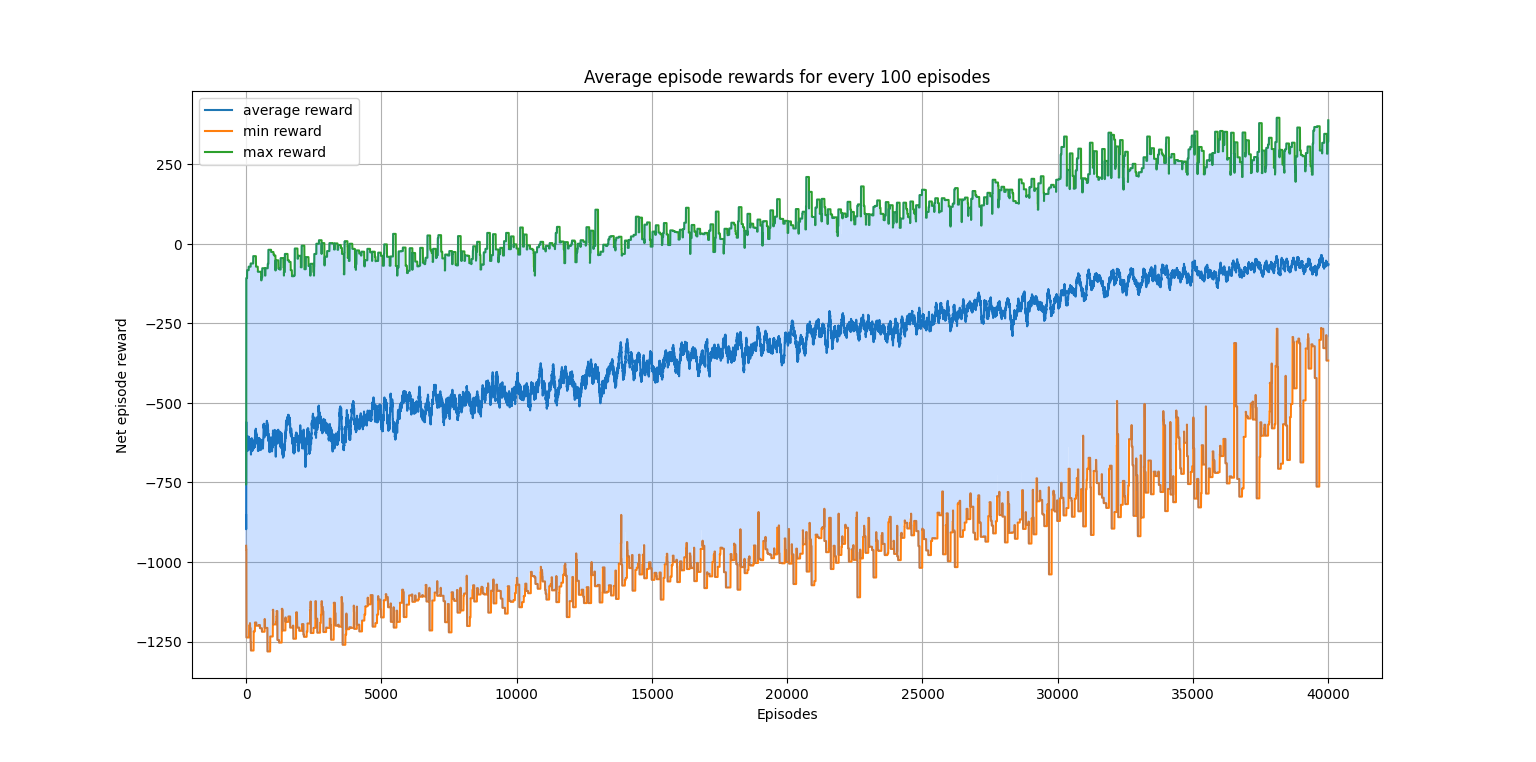 Average episode rewards for every 100 episodes
average reward
min reward
max reward
Net episode reward
250
0
−250
−500
−750
−1000
−1250
0 5000 10000 15000 20000 25000 30000 35000 40000
Episodes